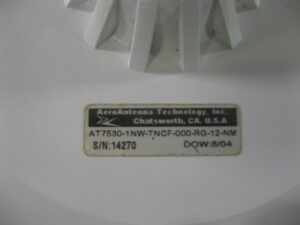 AeroAntenna Technology, Inc.
Chatsworth, CA. U.S.A
AT7530-1NW-TNCF-000-RG-12-NM
S/N:14270 DOW:8/04